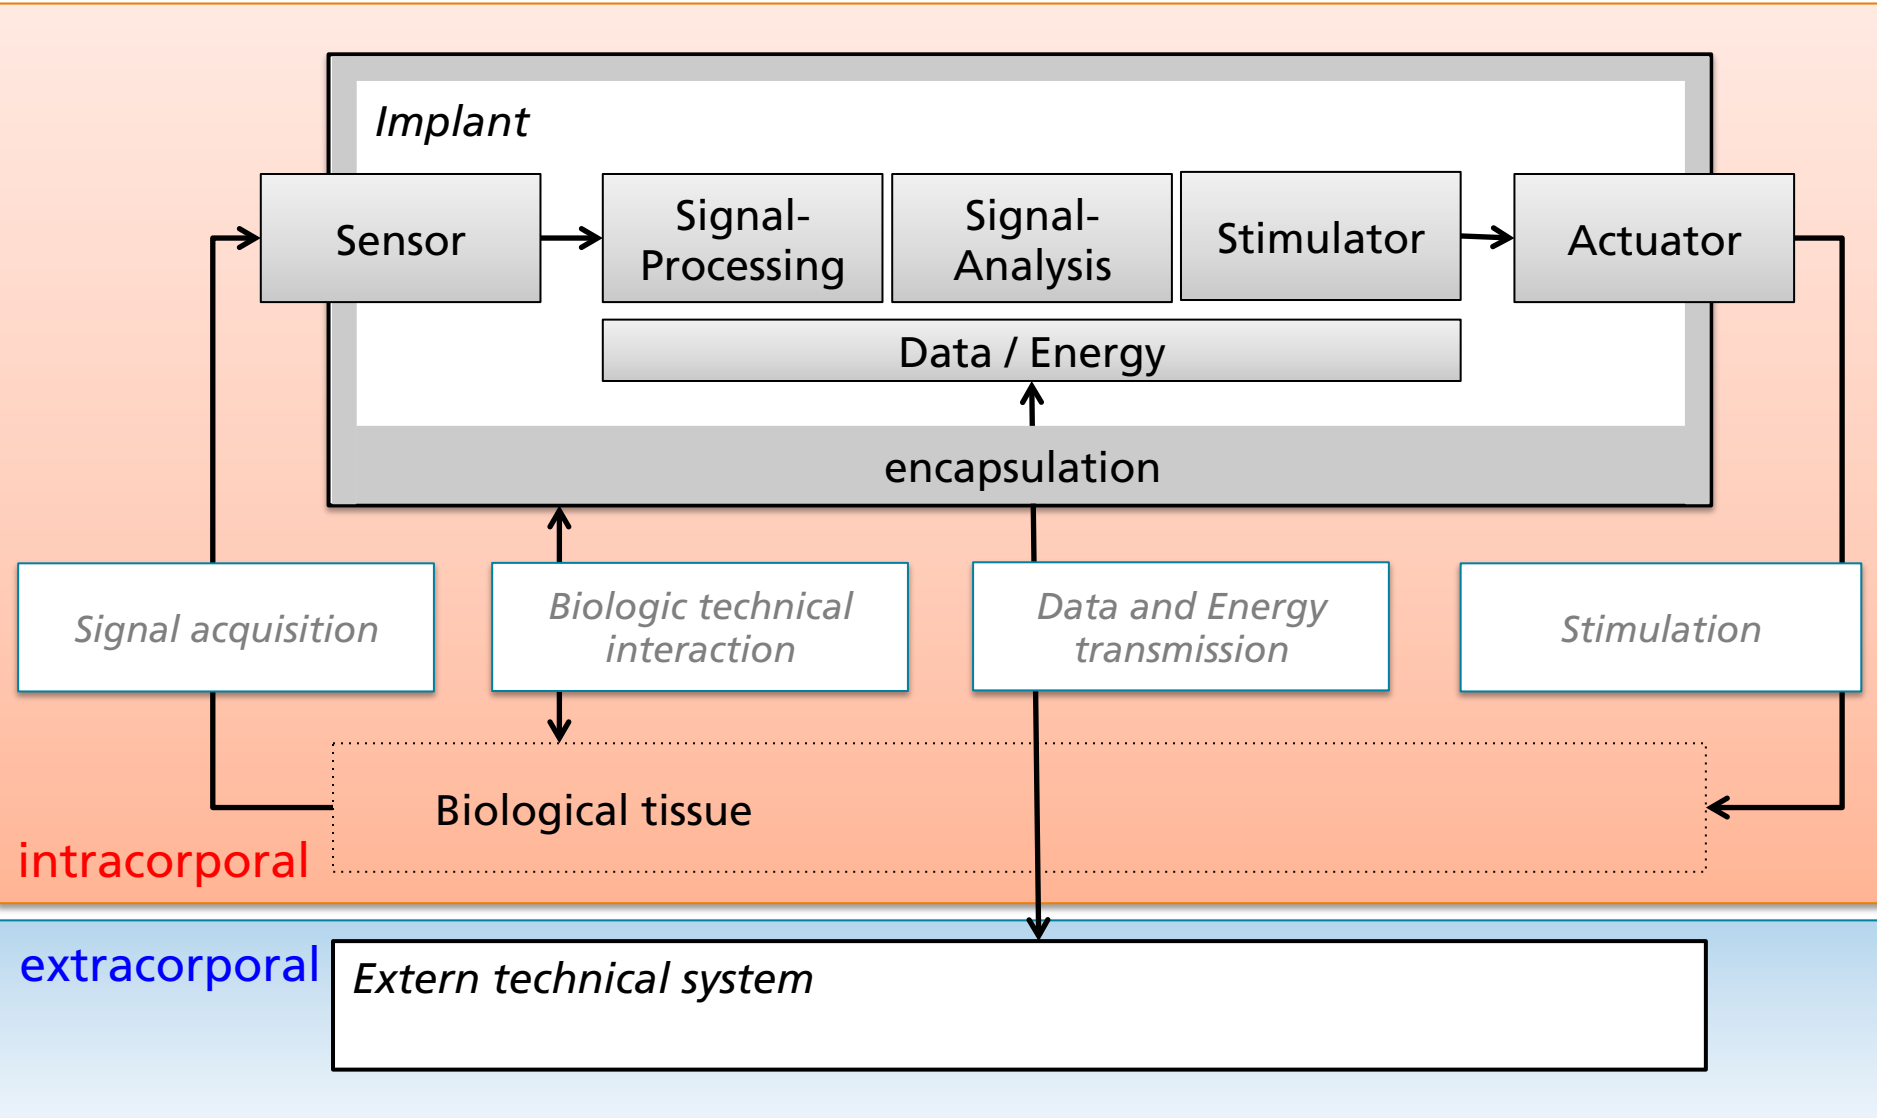 Implant
Sensor
Signal-
Processing
Signal-
Analysis
Stimulator
Actuator
Data / Energy
encapsulation
Signal acquisition
Biologic technical
interaction
Data and Energy
transmission
Stimulation
Biological tissue
intracorporal
extracorporal
Extern technical system